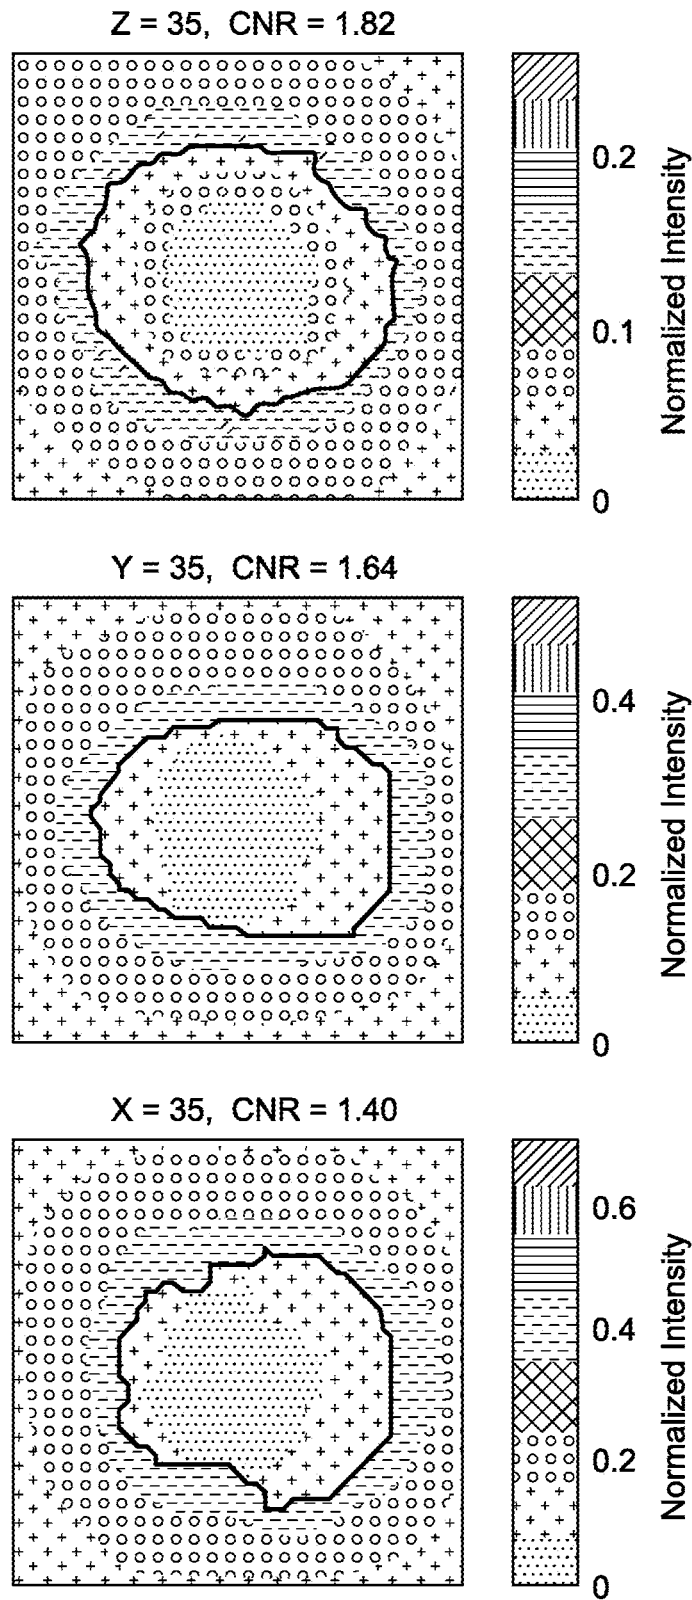 Z = 35, CNR = 1.82
0.2
0.1
0
Normalized Intensity
Y = 35, CNR = 1.64
0.4
0.2
0
Normalized Intensity
X = 35, CNR = 1.40
0.6
0.4
0.2
0
Normalized Intensity